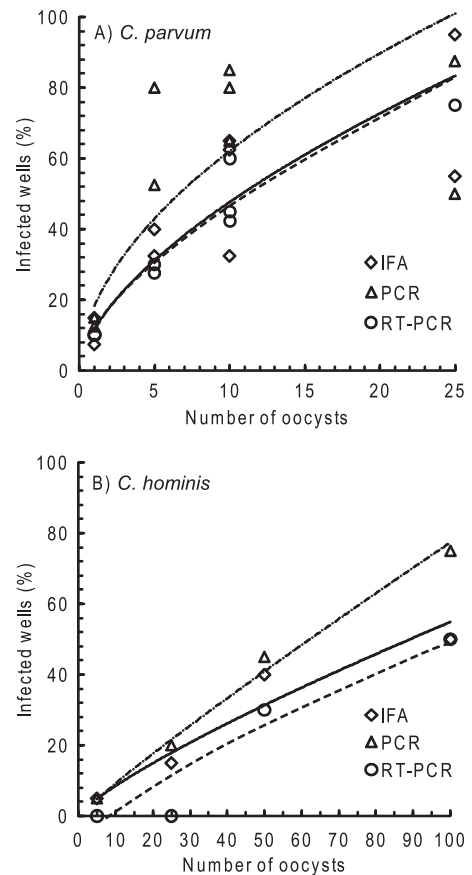 A) C. parvum
100
80
60
40
20
0
Infected wells (%)
IFA
PCR
RT-PCR
0 5 10 15 20 25
Number of oocysts
B) C. hominis
100
80
60
40
20
0
Infected wells (%)
IFA
PCR
RT-PCR
0 10 20 30 40 50 60 70 80 90 100
Number of oocysts